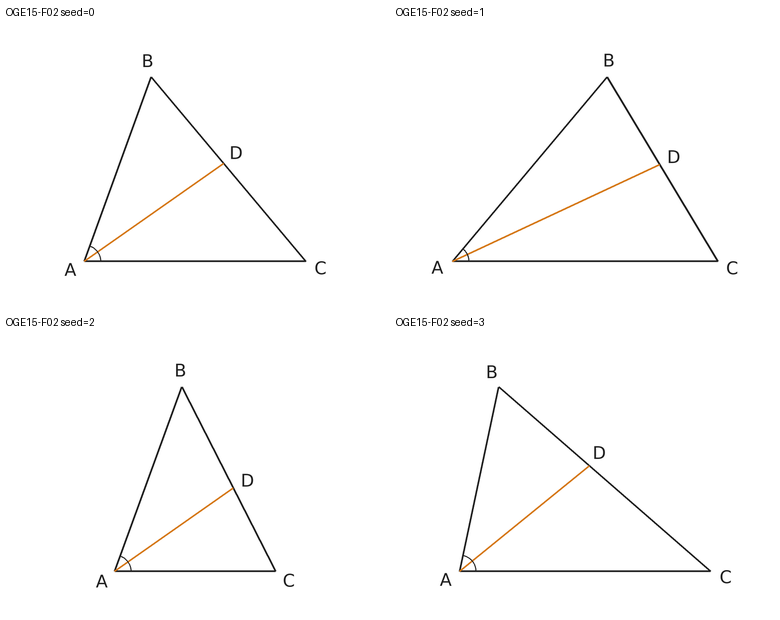 OGE15-F02 seed=0
B
D
A
C
OGE15-F02 seed=1
B
D
A
C
OGE15-F02 seed=2
B
D
A
C
OGE15-F02 seed=3
B
D
A
C